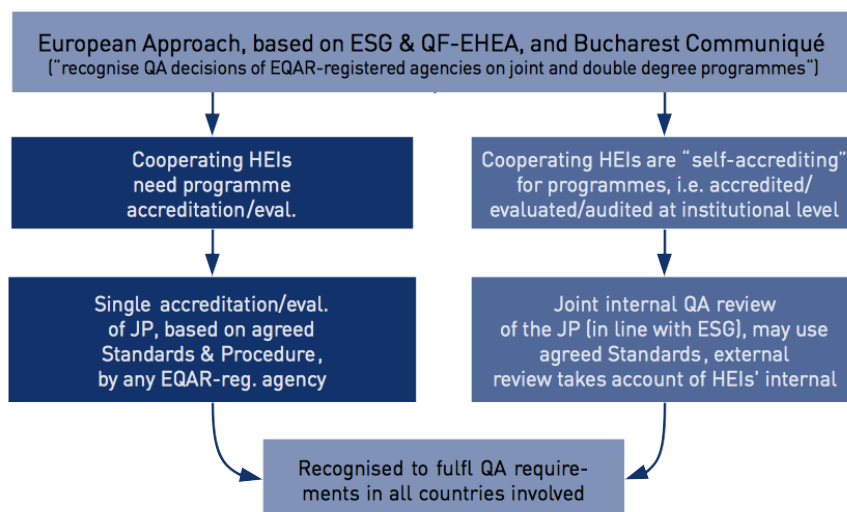 European Approach, based on ESG & QF-EHEA, and Bucharest Communiqué
(“recognise QA decisions of EQAR-registered agencies on joint and double degree programmes“)
Cooperating HEIs
need programme
accreditation/eval.
Cooperating HEIs are “self-accrediting”
for programmes, i.e. accredited/
evaluated/audited at institutional level
Single accreditation/eval.
of JP, based on agreed
Standards & Procedure,
by any EQAR-reg. agency
Joint internal QA review
of the JP (in line with ESG), may use
agreed Standards, external
review takes account of HEIs’ internal
Recognised to fulfl QA require-
ments in all countries involved